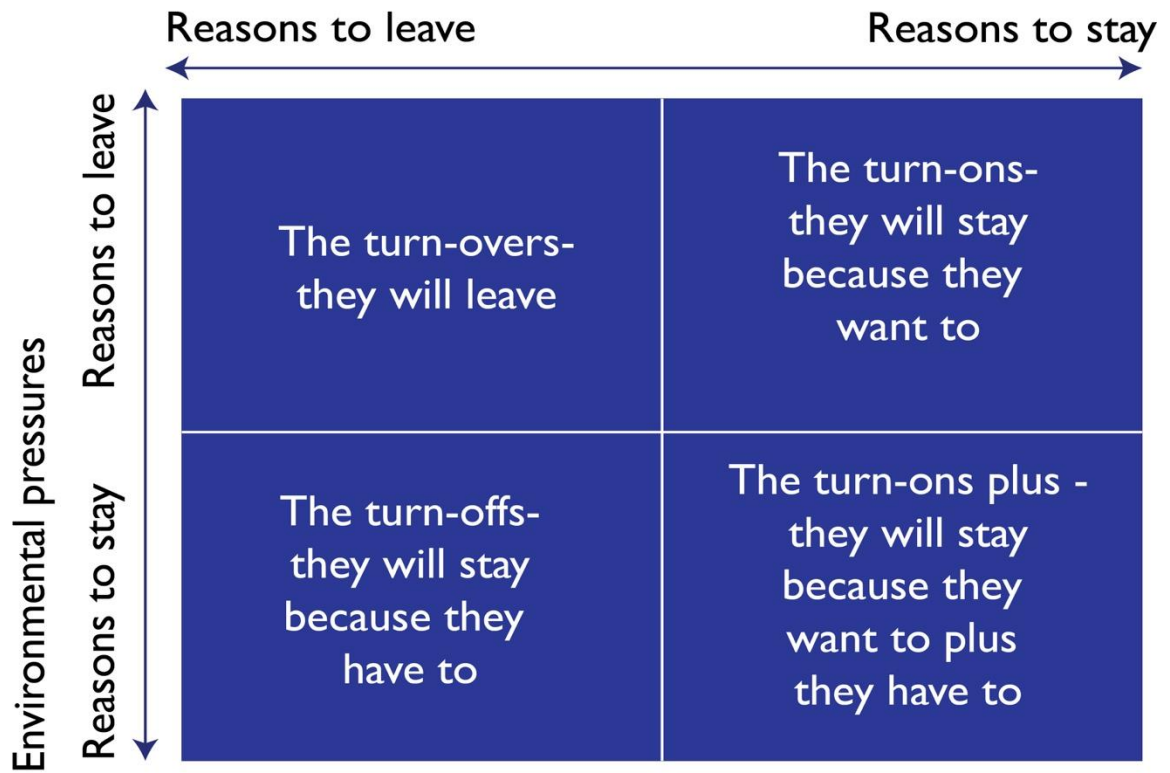 Reasons to leave
Reasons to stay
Environmental pressures
Reasons to leave
Reasons to stay
The turn-overs-
they will leave
The turn-ons-
they will stay
because they
want to
The turn-offs-
they will stay
because they
have to
The turn-ons plus -
they will stay
because they
want to plus
they have to